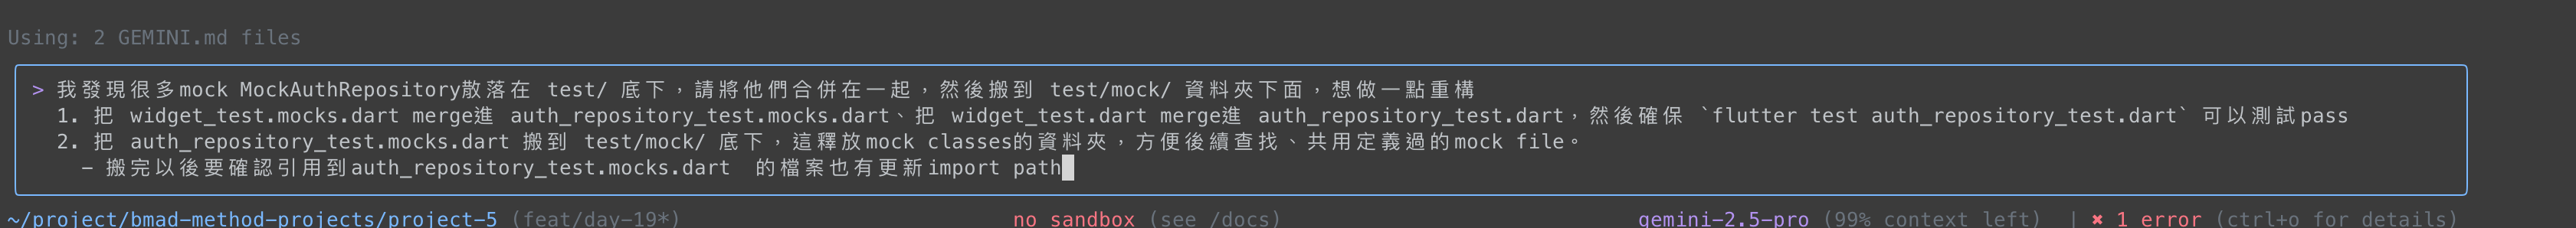 Using: 2 GEMINI.md files
> 我發現很多mock MockAuthRepository散落在 test/ 底下，請將他們合併在一起，然後搬到 test/mock/ 資料夾下面，想做一點重構
1. 把 widget_test.mocks.dart merge進 auth_repository_test.mocks.dart、把 widget_test.dart merge進 auth_repository_test.dart，然後確保 `flutter test auth_repository_test.dart` 可以測試pass
2. 把 auth_repository_test.mocks.dart 搬到 test/mock/ 底下，這釋放mock classes的資料夾，方便後續查找、共用定義過的mock file。
- 搬完以後要確認引用到auth_repository_test.mocks.dart  的檔案也有更新import path
~/project/bmad-method-projects/project-5 (feat/day-19*) no sandbox (see /docs) gemini-2.5-pro (99% context left) | ✖ 1 error (ctrl+o for details)